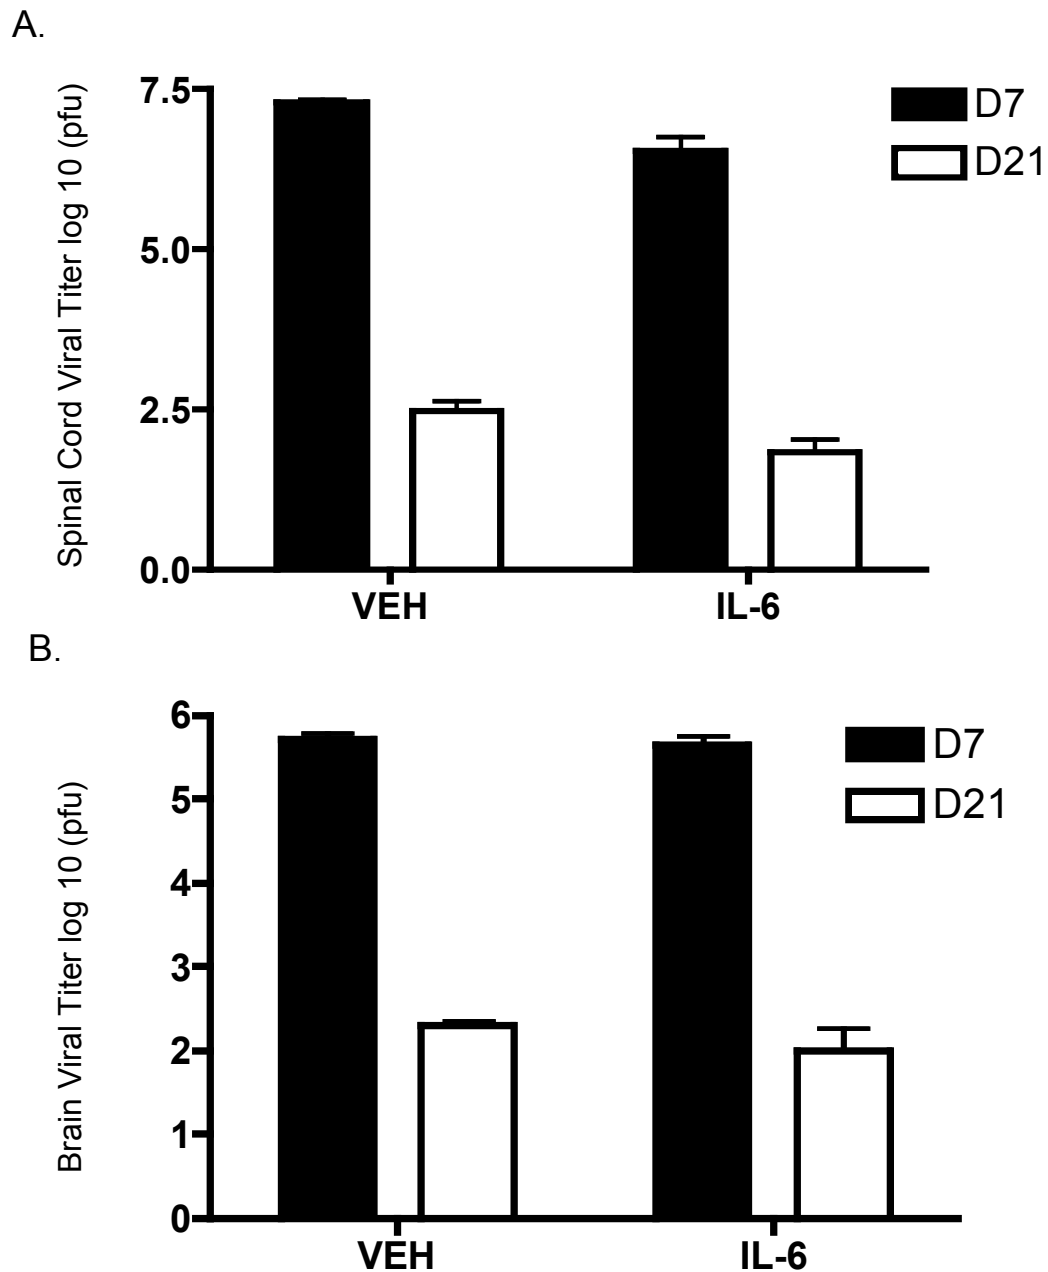 A.
Spinal Cord Viral Titer log 10 (pfu)
7.5
5.0
2.5
0.0
VEH
IL-6
D7
D21
B.
Brain Viral Titer log 10 (pfu)
6
5
4
3
2
1
0
VEH
IL-6
D7
D21